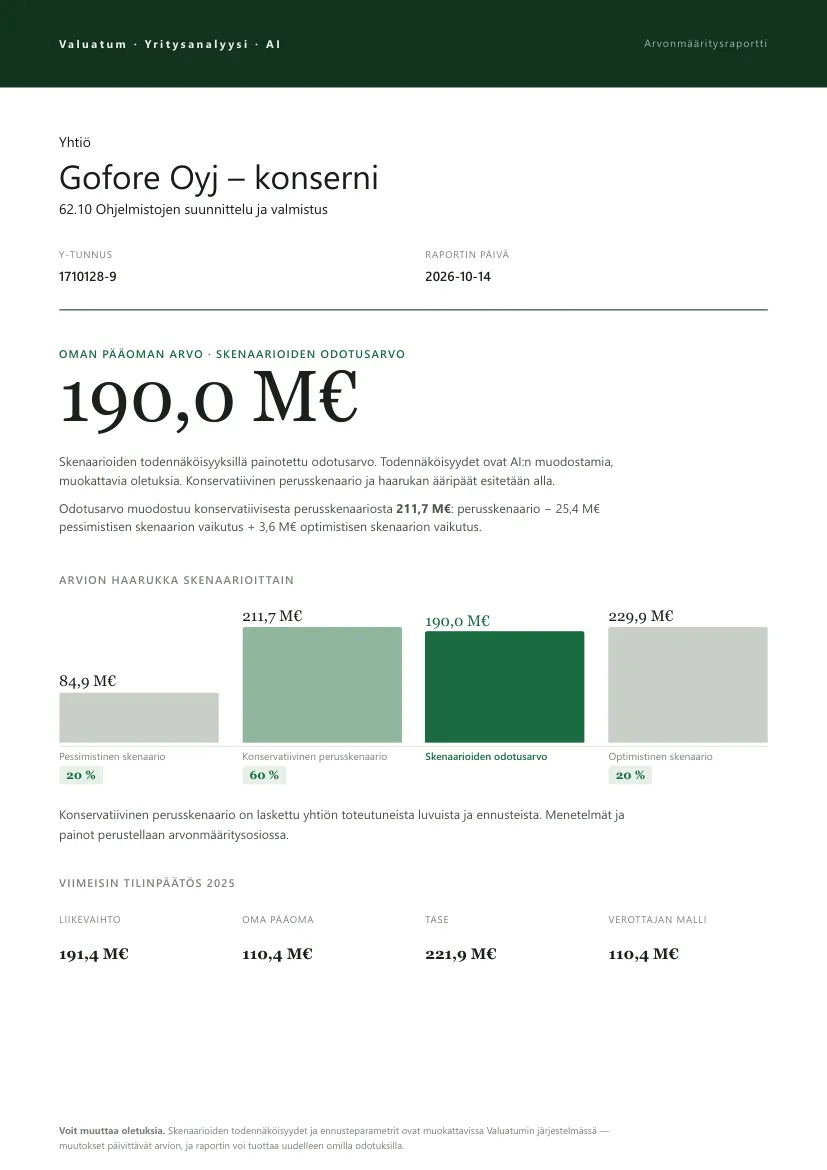 Valuatum · Yritysanalyysi · AI
Arvonmääritysraportti
Yhtiö
Gofore Oyj – konserni
62.10 Ohjelmistojen suunnittelu ja valmistus
Y-TUNNUS
1710128-9
RAPORTIN PÄIVÄ
2026-10-14
OMAN PÄÄOMAN ARVO · SKENAARIOIDEN ODOTUSARVO
190,0 M€
Skenaarioiden todennäköisyyksillä painotettu odotusarvo. Todennäköisyydet ovat AI:n muodostamia,
muokattavia oletuksia. Konservatiivinen perusskenaario ja haarukan ääripäät esitetään alla.
Odotusarvo muodostuu konservatiivisesta perusskenaariosta 211,7 M€: perusskenaario − 25,4 M€
pessimistisen skenaarion vaikutus + 3,6 M€ optimistisen skenaarion vaikutus.
ARVION HAARUKKA SKENAARIOITTAIN
84,9 M€
Pessimistinen skenaario
20 %
211,7 M€
Konservatiivinen perusskenaario
60 %
190,0 M€
Skenaarioiden odotusarvo
229,9 M€
Optimistinen skenaario
20 %
Konservatiivinen perusskenaario on laskettu yhtiön toteutuneista luvuista ja ennusteista. Menetelmät ja
painot perustellaan arvonmääritysosiossa.
VIIMEISIN TILINPÄÄTÖS 2025
LIIKEVAIHTO
191,4 M€
OMA PÄÄOMA
110,4 M€
TASE
221,9 M€
VEROTTAJAN MALLI
110,4 M€
Voit muuttaa oletuksia. Skenaarioiden todennäköisyydet ja ennusteparametrit ovat muokattavissa Valuatumin järjestelmässä —
muutokset päivittävät arvion, ja raportin voi tuottaa uudelleen omilla odotuksilla.